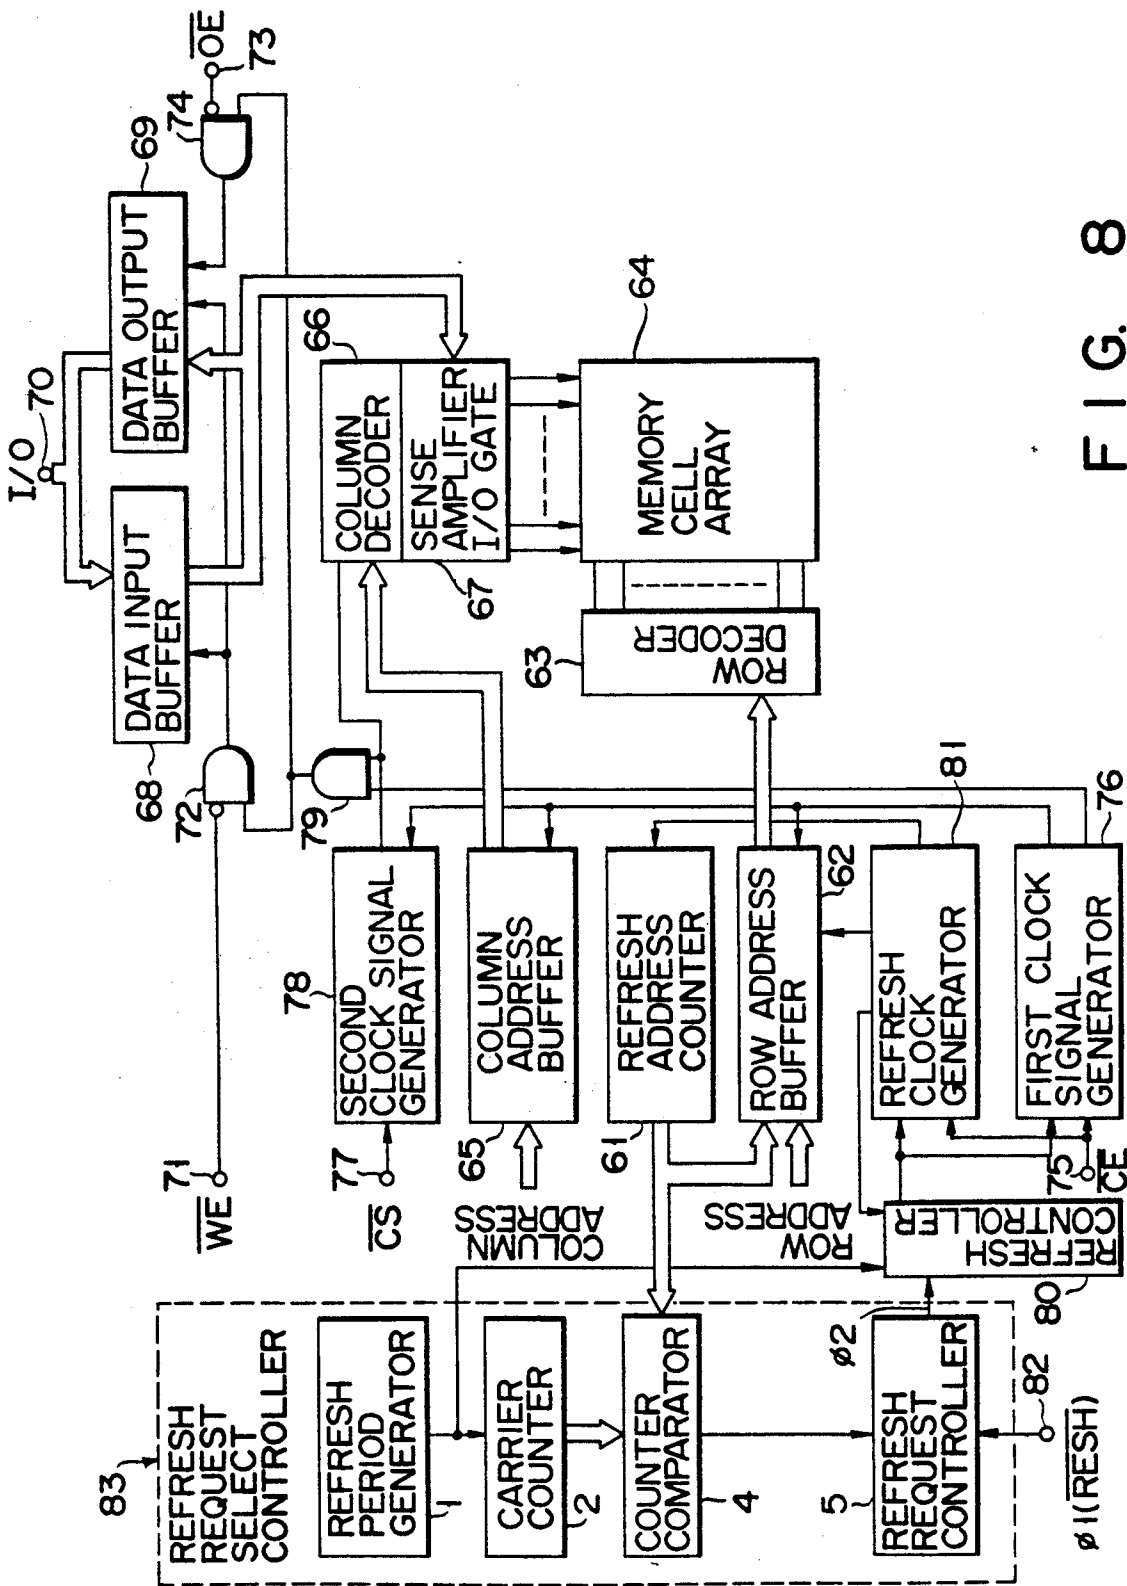 I/O
70
DATA INPUT
BUFFER
68
DATA OUTPUT
BUFFER
69
74
OE
73
72
WE
71
79
COLUMN
DECODER
66
SENSE
AMPLIFIER
I/O GATE
67
MEMORY
CELL
ARRAY
64
ROW
DECODER
63
SECOND
CLOCK SIGNAL
GENERATOR
78
CS
77
COLUMN
ADDRESS
BUFFER
65
COLUMN
ADDRESS
REFRESH
ADDRESS
COUNTER
61
ROW ADDRESS
BUFFER
62
ROW
ADDRESS
REFRESH
CLOCK
GENERATOR
81
FIRST CLOCK
SIGNAL
GENERATOR
76
75
CE
REFRESH
CONTROLLER
80
83
REFRESH
REQUEST
SELECT
CONTROLLER
REFRESH
PERIOD
GENERATOR
1
CARRIER
COUNTER
2
COUNTER
COMPARATOR
4
REFRESH
REQUEST
CONTROLLER
5
ø2
82
ø1(RESH)
FIG. 8